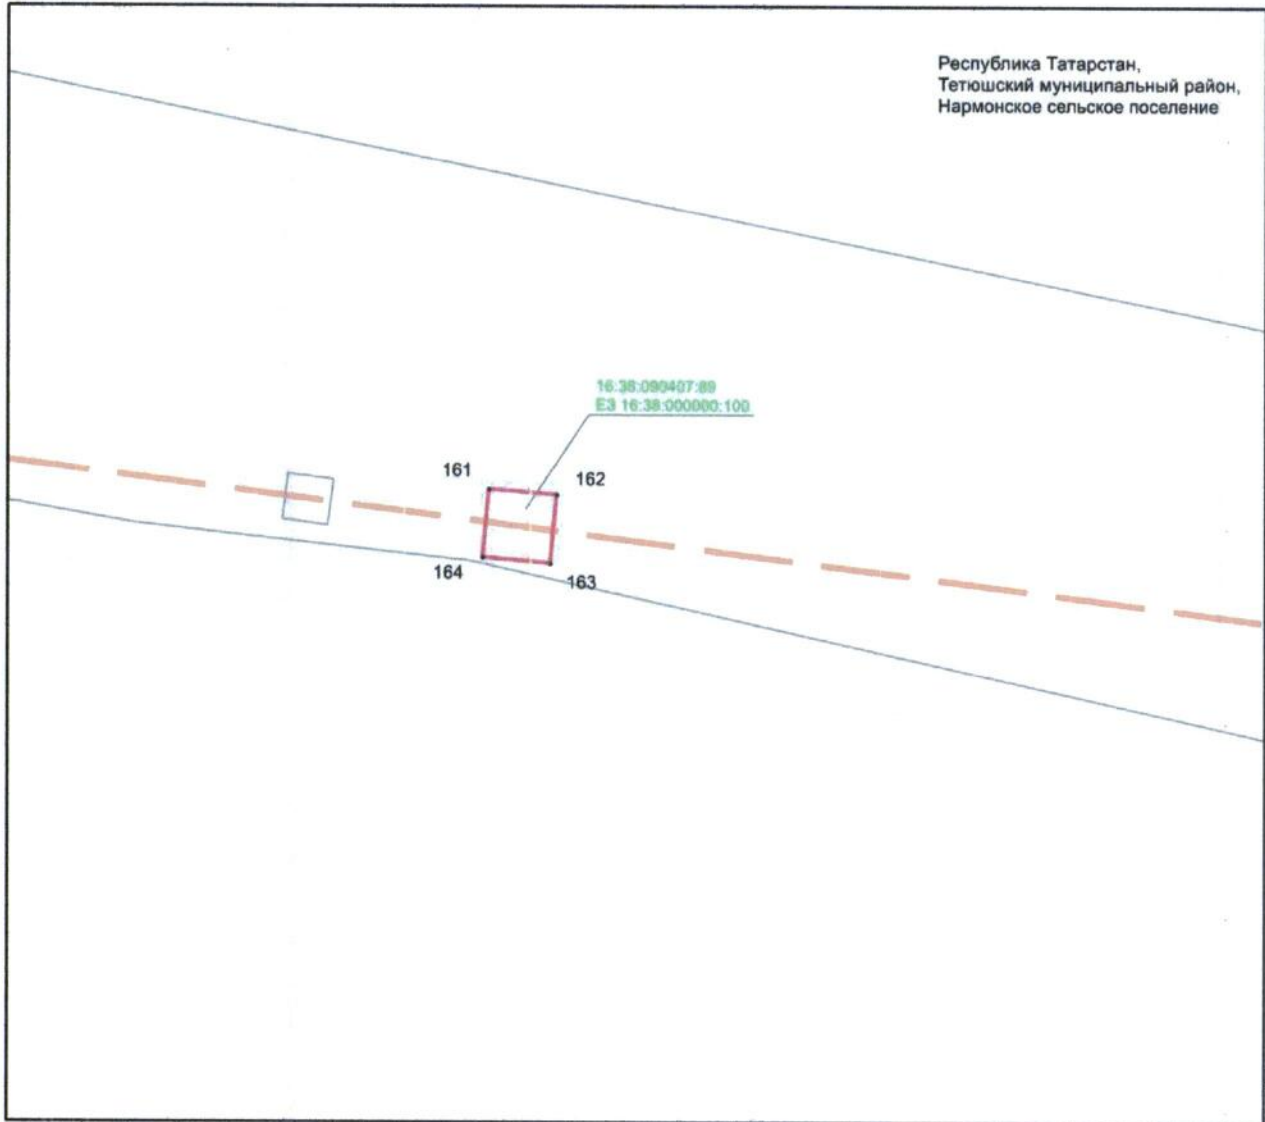 Республика Татарстан,
Тетюшский муниципальный район,
Нармонское сельское поселение
16:38:090407:89
ЕЗ 16:38:000000:100
161
162
164
163